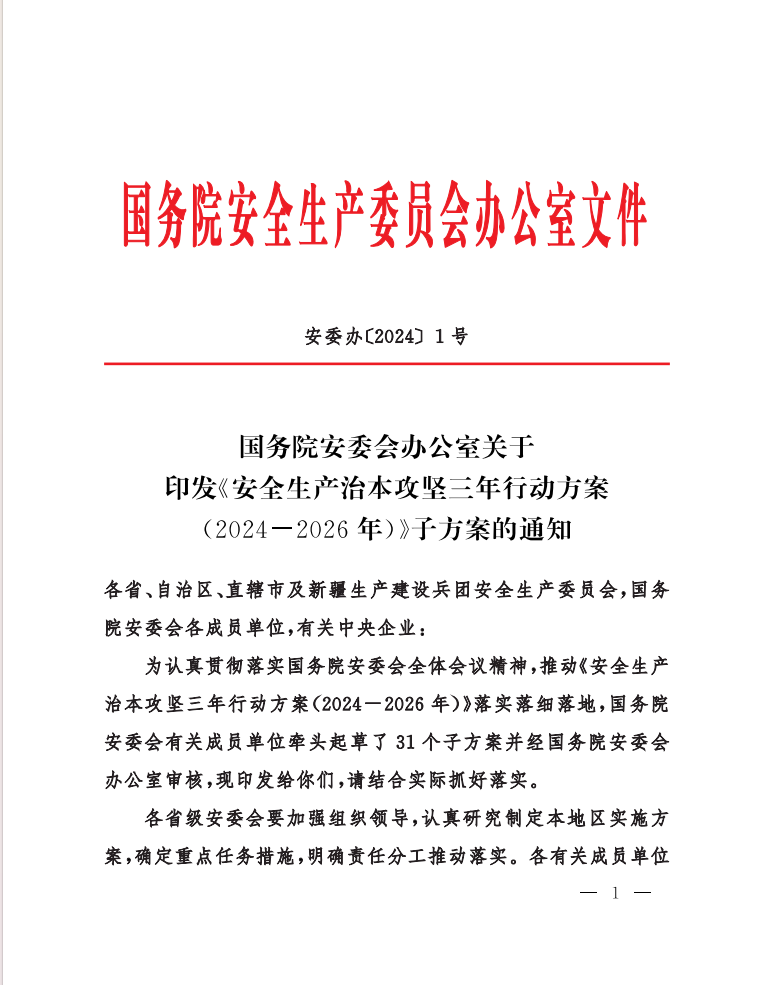 国务院安全生产委员会办公室文件
安委办〔2024〕1号
国务院安委会办公室关于
印发《安全生产治本攻坚三年行动方案
（2024－2026年）》子方案的通知
各省、自治区、直辖市及新疆生产建设兵团安全生产委员会，国务
院安委会各成员单位，有关中央企业：
为认真贯彻落实国务院安委会全体会议精神，推动《安全生产
治本攻坚三年行动方案（2024－2026年）》落实落细落地，国务院
安委会有关成员单位牵头起草了31个子方案并经国务院安委会
办公室审核，现印发给你们，请结合实际抓好落实。
各省级安委会要加强组织领导，认真研究制定本地区实施方
案，确定重点任务措施，明确责任分工推动落实。各有关成员单位
— 1 —